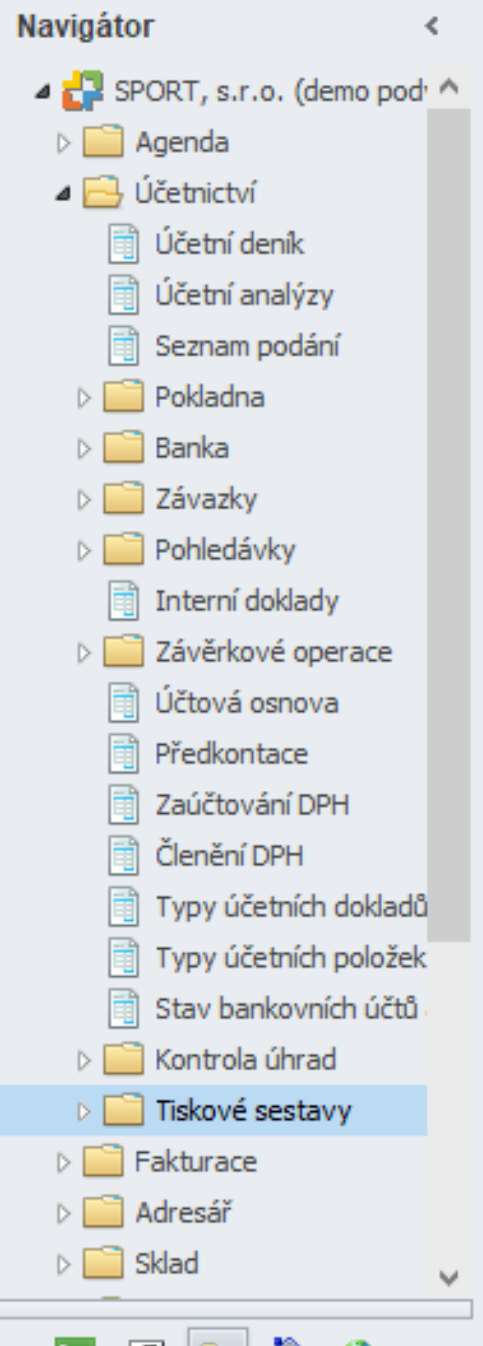 Navigátor
SPORT, s.r.o. (demo
Agenda
Účetnictví
Účetní deník
Účetní analýzy
Seznam podání
Pokladna
Banka
Závazky
Pohledávky
Interní doklady
Závěrkové operace
Účtová osnova
Předkontace
Zaúčtování DPH
Členění DPH
Typy účetních dokladů
Typy účetních položek
Stav bankovních účtů
Kontrola úhrad
Tiskové sestavy
Fakturace
Adresář
Sklad